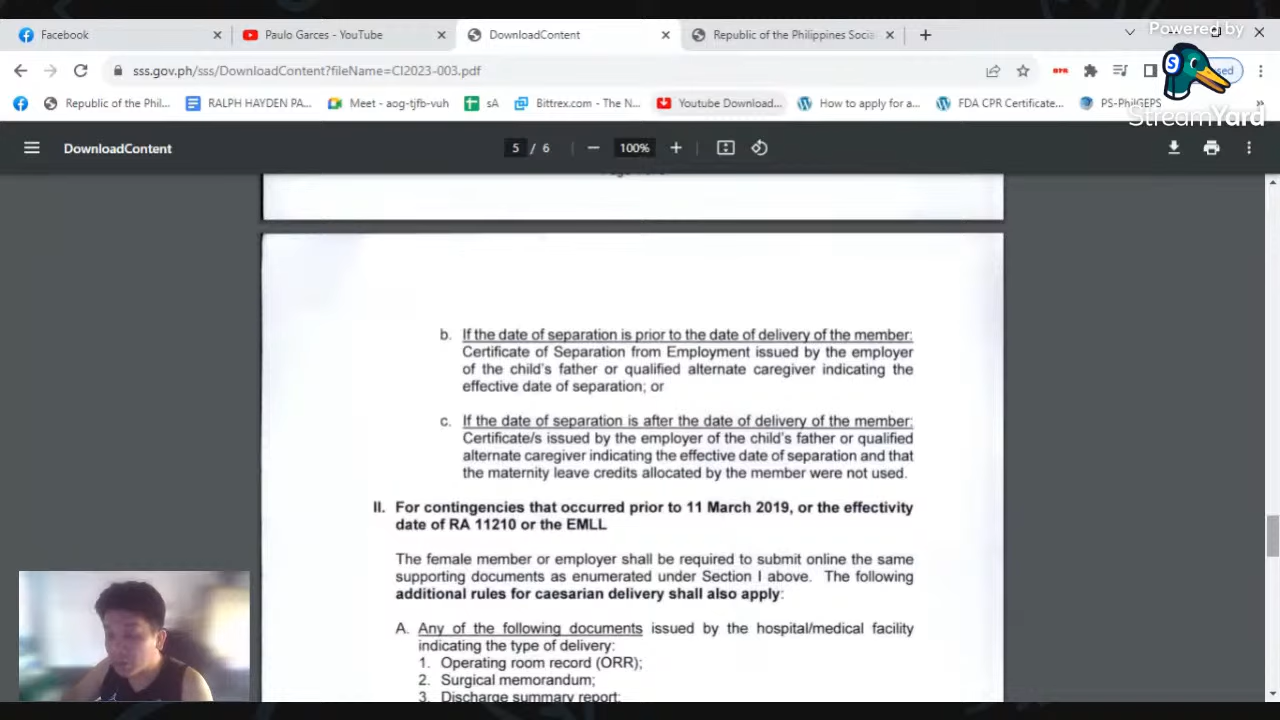 Powered by
StreamYard
Facebook
Paulo Garces - YouTube
DownloadContent
Republic of the Philippines Socia
sss.gov.ph/sss/DownloadContent?fileName=CI2023-003.pdf
Republic of the Phil...
RALPH HAYDEN PA...
Meet - aog-tjfb-vuh
sA
Bittrex.com - The N...
Youtube Download...
How to apply for a...
FDA CPR Certificate...
PS-PhilGEPS
DownloadContent
5 / 6
100%
b. If the date of separation is prior to the date of delivery of the member:
Certificate of Separation from Employment issued by the employer
of the child's father or qualified alternate caregiver indicating the
effective date of separation; or
c. If the date of separation is after the date of delivery of the member:
Certificate/s issued by the employer of the child's father or qualified
alternate caregiver indicating the effective date of separation and that
the maternity leave credits allocated by the member were not used.
II. For contingencies that occurred prior to 11 March 2019, or the effectivity
date of RA 11210 or the EMLL
The female member or employer shall be required to submit online the same
supporting documents as enumerated under Section I above. The following
additional rules for caesarian delivery shall also apply:
A. Any of the following documents issued by the hospital/medical facility
indicating the type of delivery:
1. Operating room record (ORR);
2. Surgical memorandum;
3. Discharge summary report;